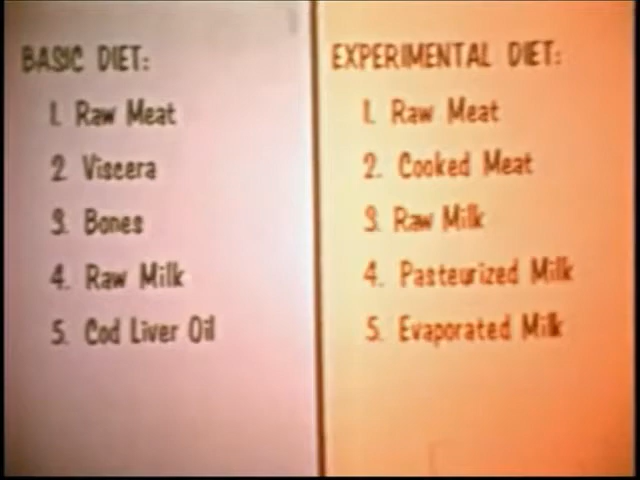 BASIC DIET:
1. Raw Meat
2. Viscera
3. Bones
4. Raw Milk
5. Cod Liver Oil
EXPERIMENTAL DIET:
1. Raw Meat
2. Cooked Meat
3. Raw Milk
4. Pasteurized Milk
5. Evaporated Milk